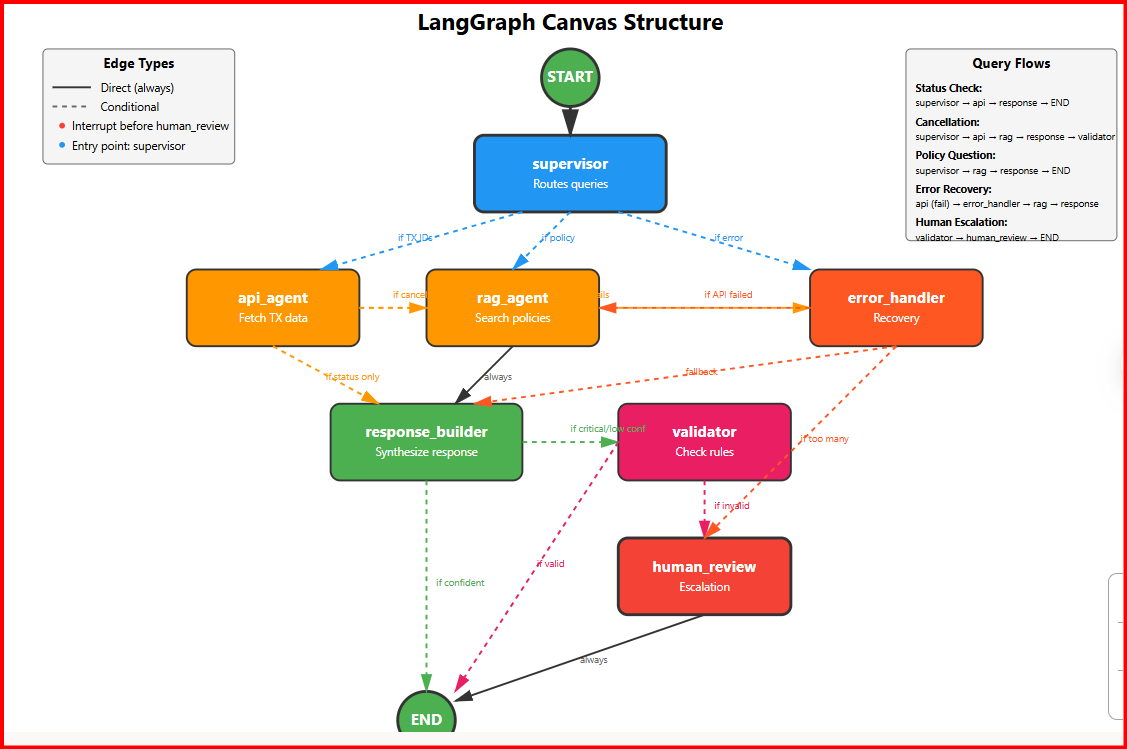 LangGraph Canvas Structure
Edge Types
Direct (always)
Conditional
Interrupt before human_review
Entry point: supervisor
START
Query Flows
Status Check:
supervisor → api → response → END
Cancellation:
supervisor → api → rag → response → validator
Policy Question:
supervisor → rag → response → END
Error Recovery:
api (fail) → error_handler → rag → response
Human Escalation:
validator → human_review → END
supervisor
Routes queries
if TX IDs
if policy
if error
api_agent
Fetch TX data
if cancel
rag_agent
Search policies
ils
if API failed
error_handler
Recovery
if status only
always
fallback
response_builder
Synthesize response
if critical/low conf
validator
Check rules
if too many
if invalid
if valid
if confident
human_review
Escalation
always
END